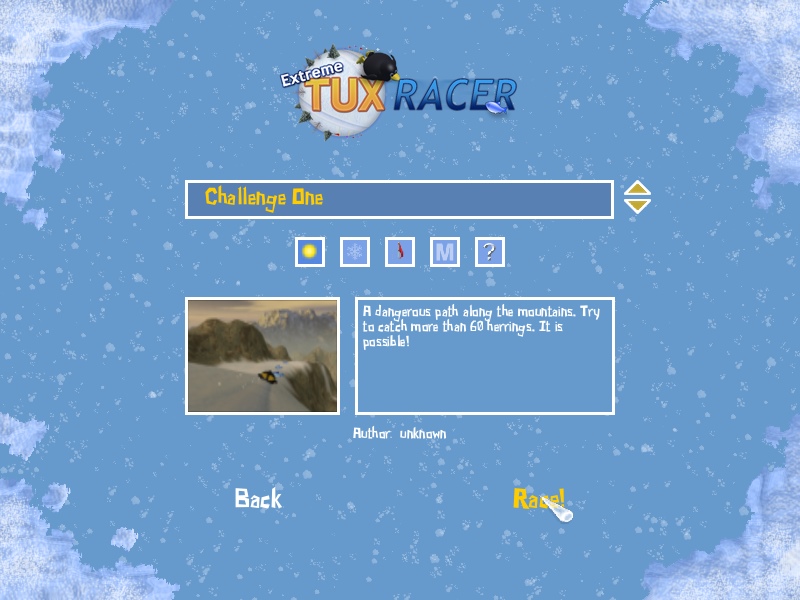 Extreme
TUX RACER
Challenge One
M ?
A dangerous path along the mountains. Try
to catch more than 60 herrings. It is
possible!
Author: unknown
Back
Race!